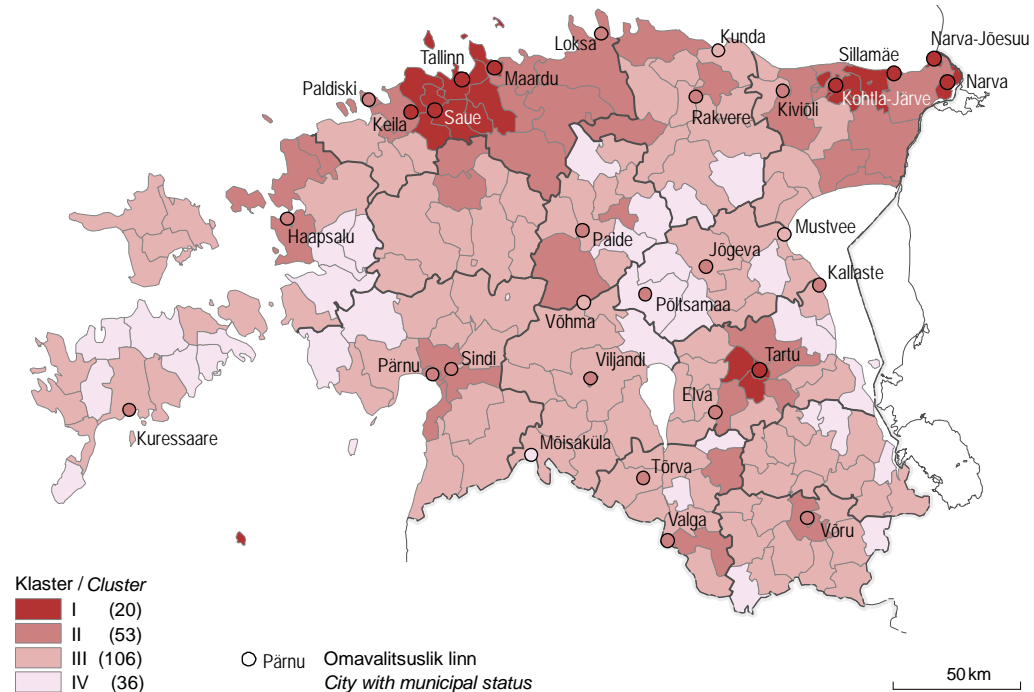 Loksa
Kunda
Narva-Jõesuu
Tallinn
Sillamäe
Maardu
Narva
Paldiski
Kohtla-Järve
Kiviõli
Keila
Saue
Rakvere
Mustvee
Haapsalu
Paide
Jõgeva
Kallaste
Põltsamaa
Võhma
Tartu
Pärnu
Sindi
Viljandi
Elva
Kuressaare
Mõisaküla
Tõrva
Valga
Võru
Klaster / Cluster
I (20)
II (53)
III (106)
IV (36)
Pärnu Omavalitsuslik linn
City with municipal status
50 km